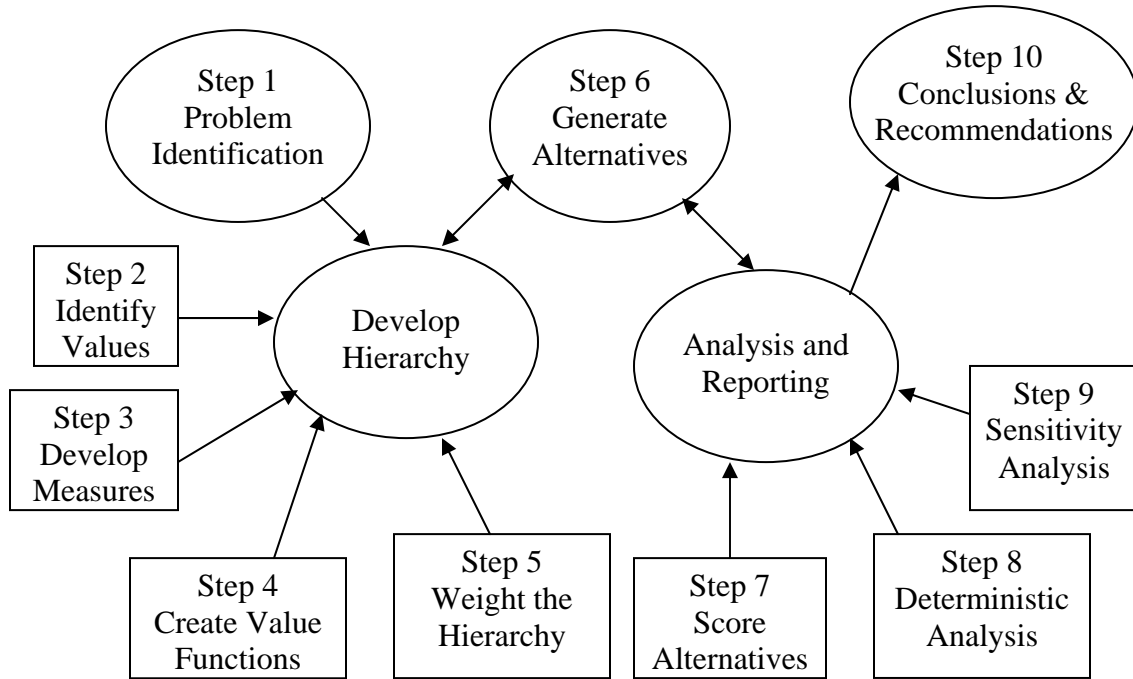 Step 1
Problem
Identification
Step 6
Generate
Alternatives
Step 10
Conclusions &
Recommendations
Step 2
Identify
Values
Develop
Hierarchy
Analysis and
Reporting
Step 3
Develop
Measures
Step 9
Sensitivity
Analysis
Step 4
Create Value
Functions
Step 5
Weight the
Hierarchy
Step 7
Score
Alternatives
Step 8
Deterministic
Analysis